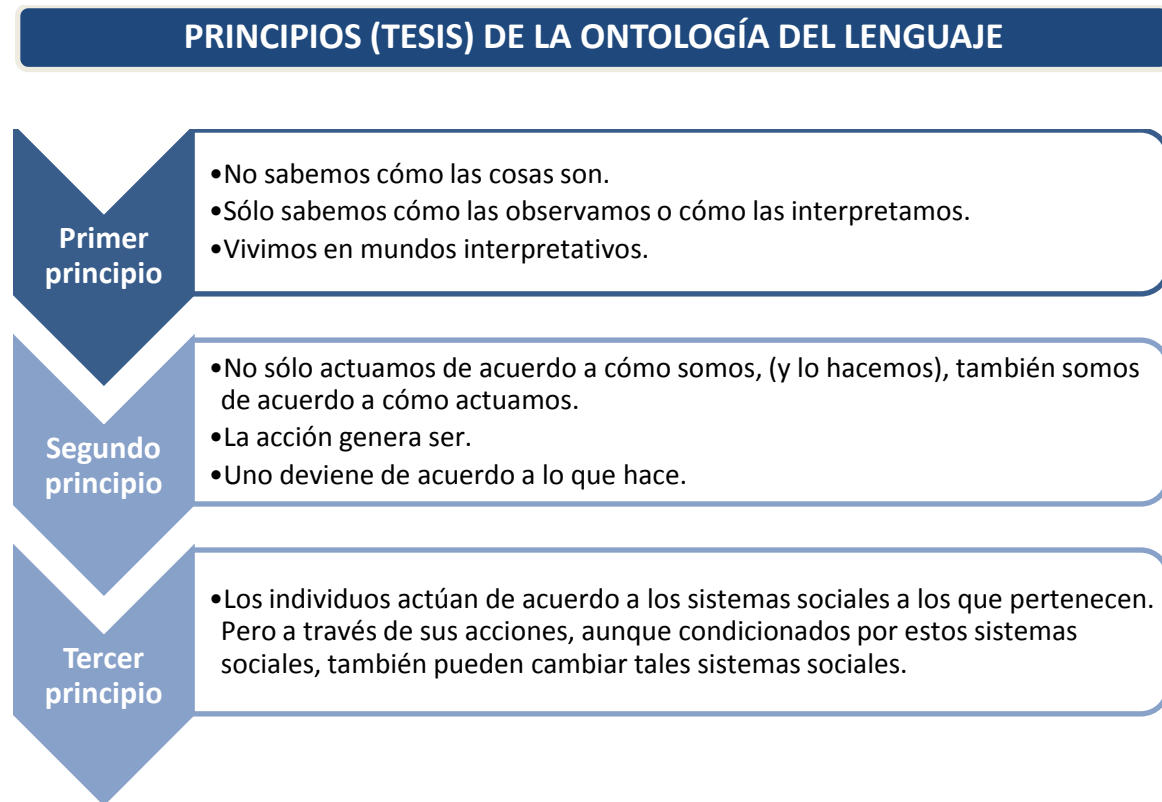 PRINCIPIOS (TESIS) DE LA ONTOLOGÍA DEL LENGUAJE
Primer
principio
•No sabemos cómo las cosas son.
•Sólo sabemos cómo las observamos o cómo las interpretamos.
•Vivimos en mundos interpretativos.
Segundo
principio
•No sólo actuamos de acuerdo a cómo somos, (y lo hacemos), también somos
de acuerdo a cómo actuamos.
•La acción genera ser.
•Uno deviene de acuerdo a lo que hace.
Tercer
principio
•Los individuos actúan de acuerdo a los sistemas sociales a los que pertenecen.
Pero a través de sus acciones, aunque condicionados por estos sistemas
sociales, también pueden cambiar tales sistemas sociales.